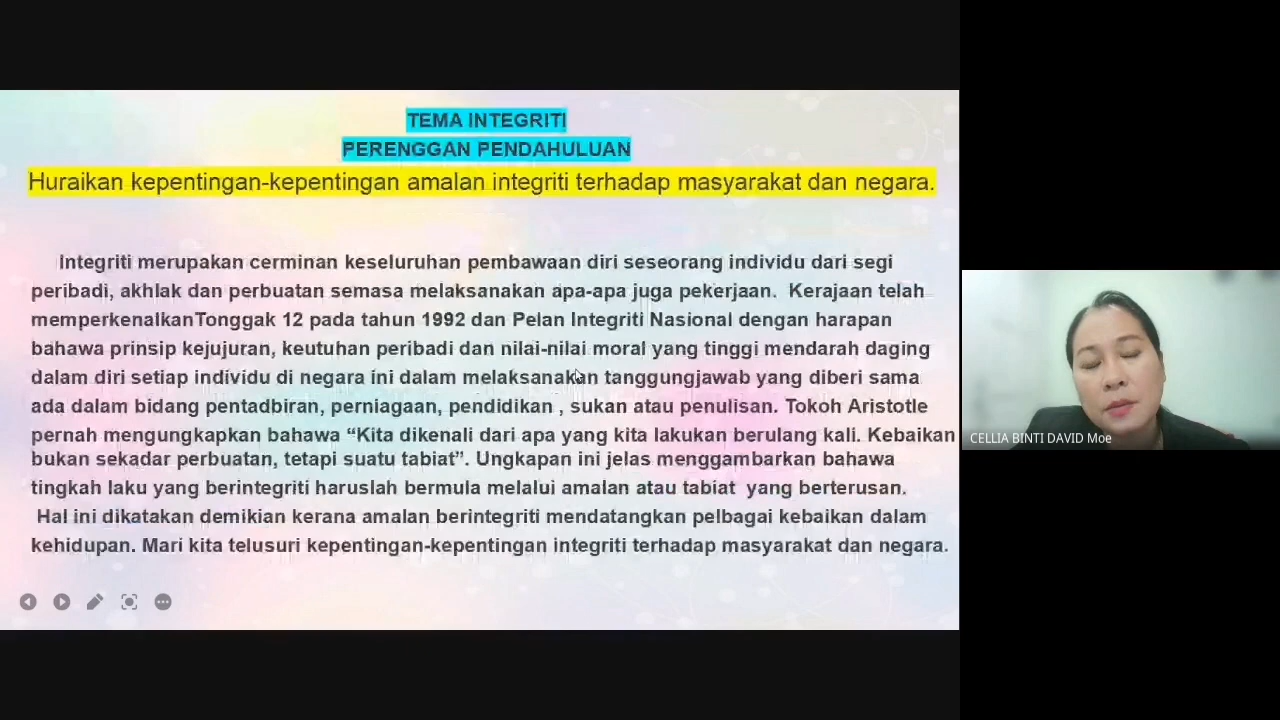 TEMA INTEGRITI
PERENGGAN PENDAHULUAN
Huraikan kepentingan-kepentingan amalan integriti terhadap masyarakat dan negara.
Integriti merupakan cerminan keseluruhan pembawaan diri seseorang individu dari segi
peribadi, akhlak dan perbuatan semasa melaksanakan apa-apa juga pekerjaan. Kerajaan telah
memperkenalkanTonggak 12 pada tahun 1992 dan Pelan Integriti Nasional dengan harapan
bahawa prinsip kejujuran, keutuhan peribadi dan nilai-nilai moral yang tinggi mendarah daging
dalam diri setiap individu di negara ini dalam melaksanakan tanggungjawab yang diberi sama
ada dalam bidang pentadbiran, perniagaan, pendidikan , sukan atau penulisan. Tokoh Aristotle
pernah mengungkapkan bahawa “Kita dikenali dari apa yang kita lakukan berulang kali. Kebaikan
bukan sekadar perbuatan, tetapi suatu tabiat”. Ungkapan ini jelas menggambarkan bahawa
tingkah laku yang berintegriti haruslah bermula melalui amalan atau tabiat yang berterusan.
Hal ini dikatakan demikian kerana amalan berintegriti mendatangkan pelbagai kebaikan dalam
kehidupan. Mari kita telusuri kepentingan-kepentingan integriti terhadap masyarakat dan negara.
CELLIA BINTI DAVID Moe